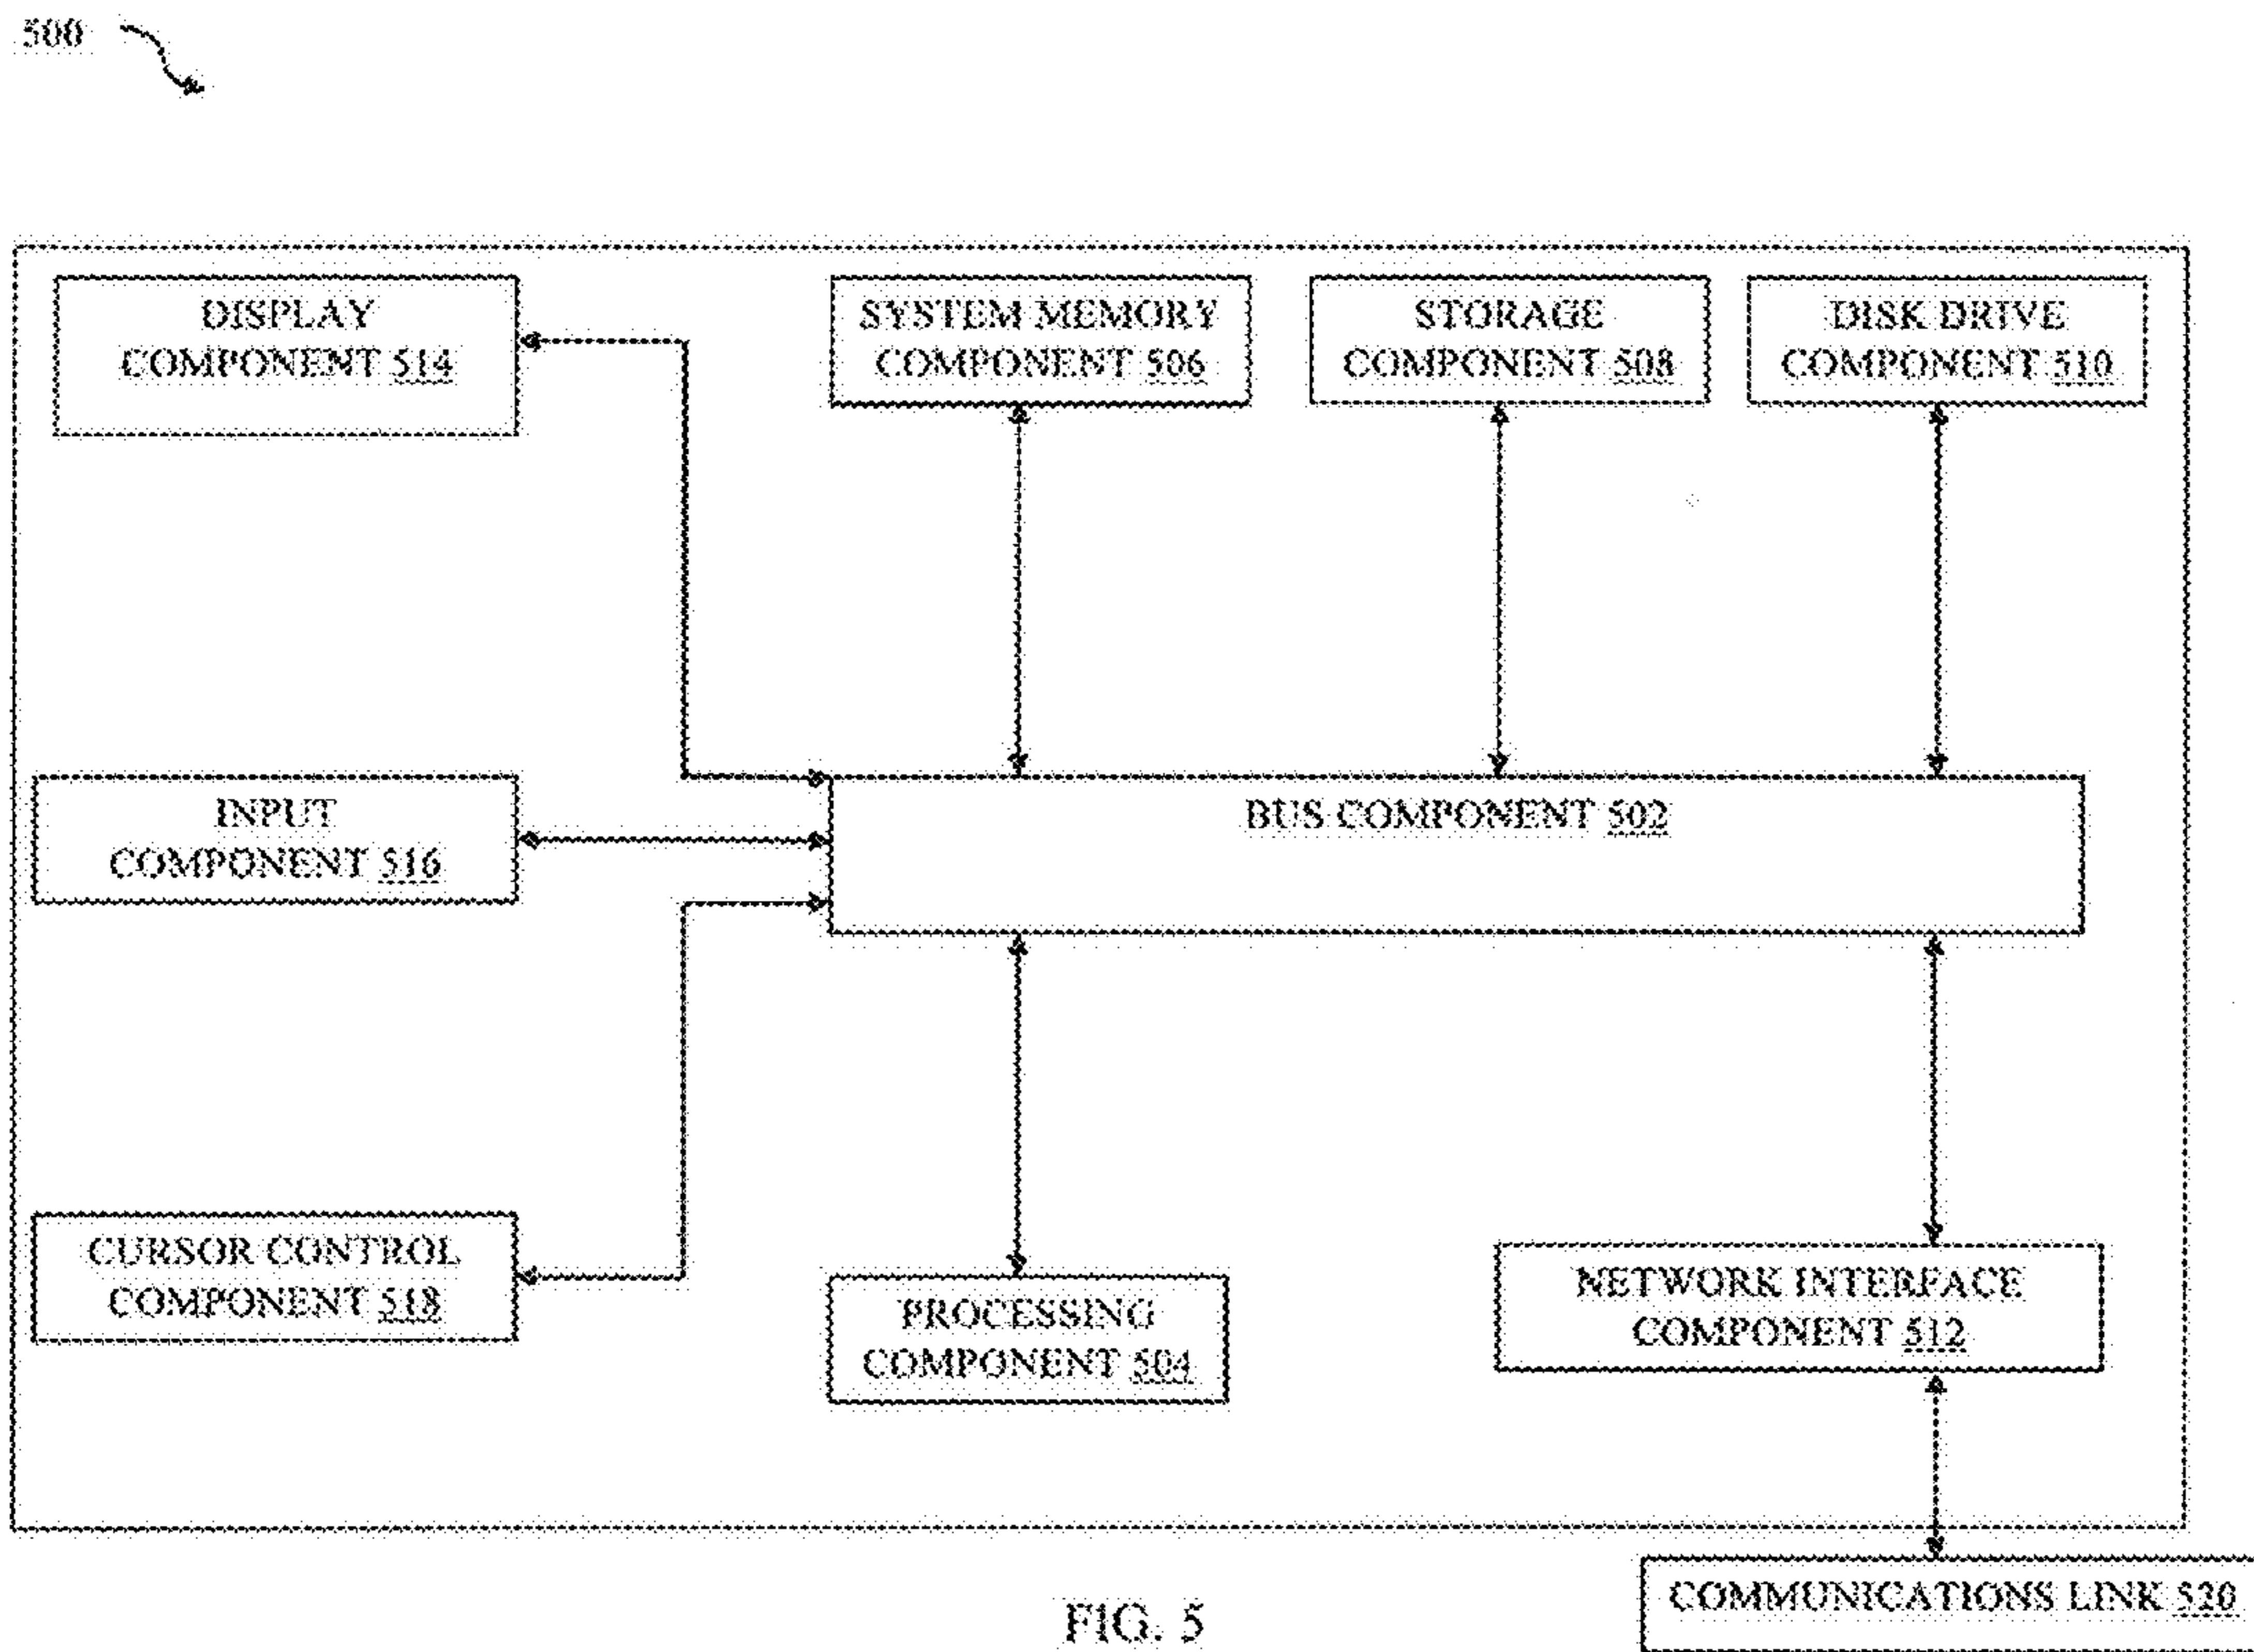 500
DISPLAY
COMPONENT 514
SYSTEM MEMORY
COMPONENT 506
STORAGE
COMPONENT 508
DISK DRIVE
COMPONENT 510
INPUT
COMPONENT 516
BUS COMPONENT 502
CURSOR CONTROL
COMPONENT 518
PROCESSING
COMPONENT 504
NETWORK INTERFACE
COMPONENT 512
COMMUNICATIONS LINK 520
FIG. 5